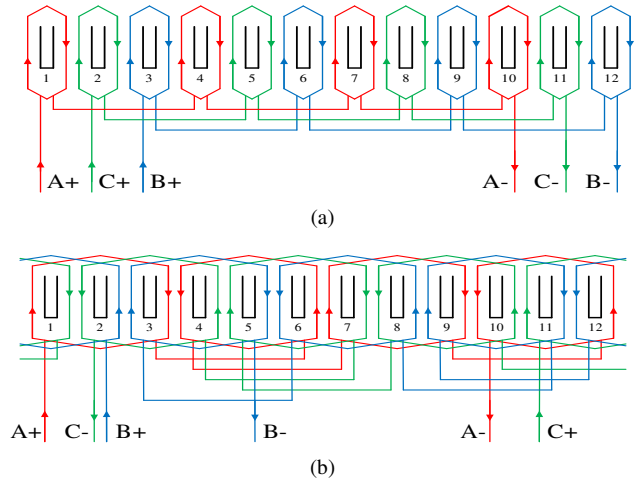 1 2 3 4 5 6 7 8 9 10 11 12
A+ C+ B+ A- C- B-
(a)
1 2 3 4 5 6 7 8 9 10 11 12
A+ C- B+ B- A- C+
(b)